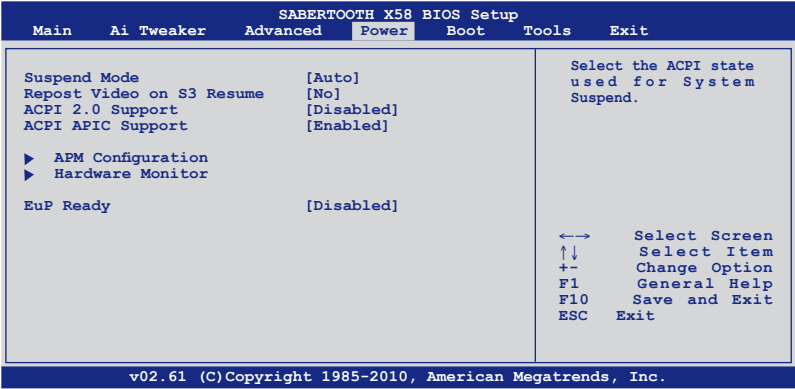 SABERTOOTH X58 BIOS Setup
Main Ai Tweaker Advanced Power Boot Tools Exit
Suspend Mode [Auto]
Repost Video on S3 Resume [No]
ACPI 2.0 Support [Disabled]
ACPI APIC Support [Enabled]
APM Configuration
Hardware Monitor
EuP Ready [Disabled]
Select the ACPI state
used for System
Suspend.
←→ Select Screen
↑↓ Select Item
+- Change Option
F1 General Help
F10 Save and Exit
ESC Exit
v02.61 (C)Copyright 1985-2010, American Megatrends, Inc.